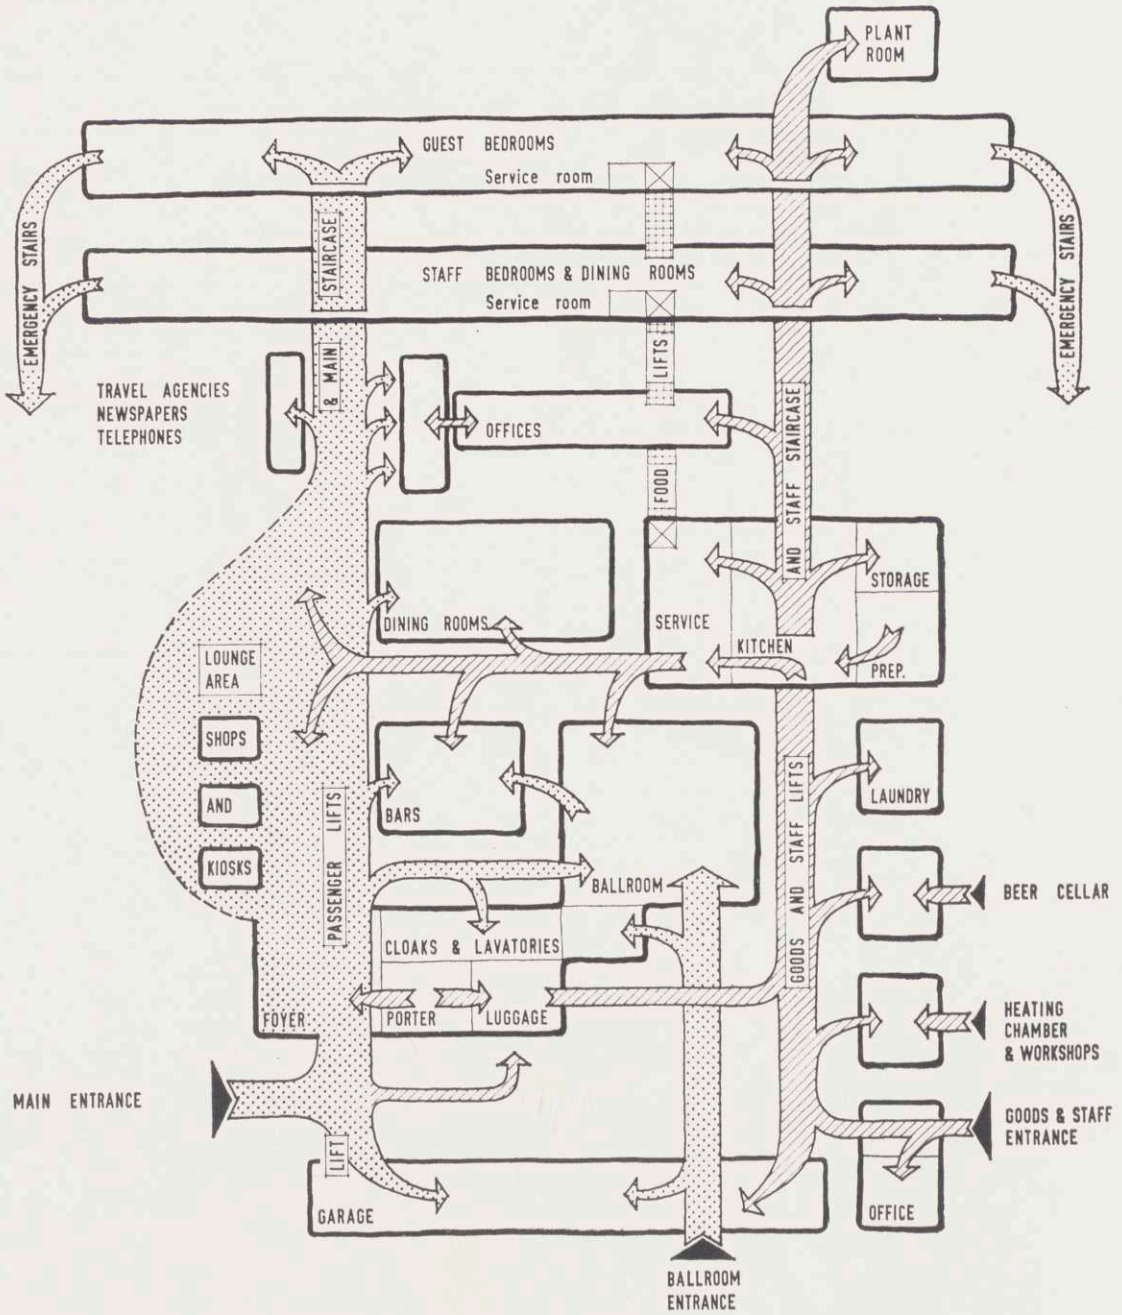 PLANT
ROOM
GUEST BEDROOMS
Service room
EMERGENCY STAIRS
STAIRCASE
EMERGENCY STAIRS
STAFF BEDROOMS & DINING ROOMS
Service room
& MAIN
LIFTS
TRAVEL AGENCIES
NEWSPAPERS
TELEPHONES
OFFICES
AND STAFF STAIRCASE
FOOD
STORAGE
DINING ROOMS
SERVICE
KITCHEN
PREP.
LOUNGE
AREA
SHOPS
AND
KIOSKS
PASSENGER LIFTS
BARS
GOODS AND STAFF LIFTS
LAUNDRY
BALLROOM
BEER CELLAR
CLOAKS & LAVATORIES
FOYER
PORTER
LUGGAGE
HEATING
CHAMBER
& WORKSHOPS
MAIN ENTRANCE
GOODS & STAFF
ENTRANCE
LIFT
GARAGE
OFFICE
BALLROOM
ENTRANCE